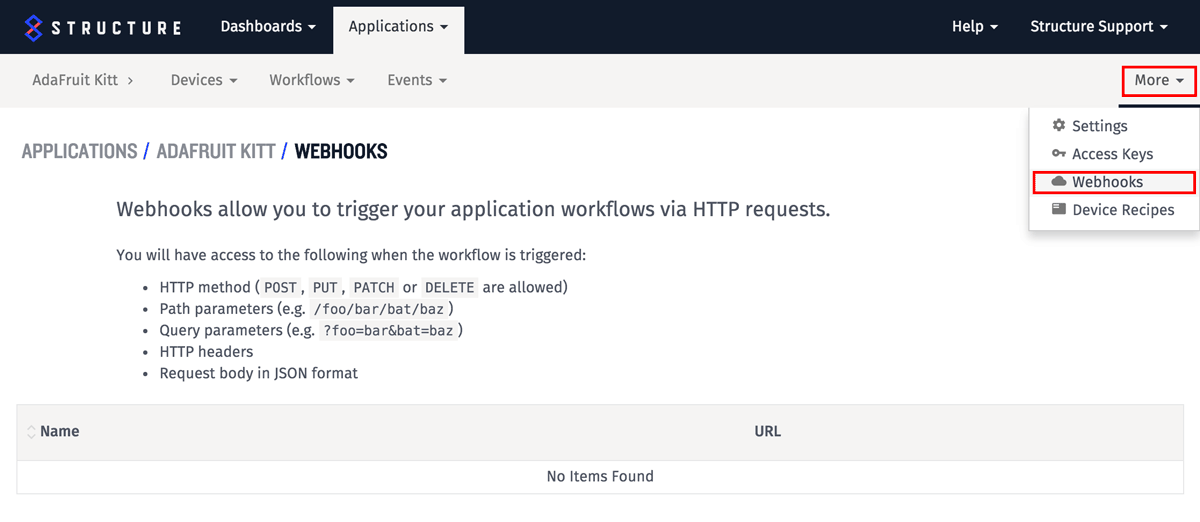 STRUCTURE Dashboards Applications Help Structure Support
AdaFruit Kitt > Devices Workflows Events More
Settings
Access Keys
Webhooks
Device Recipes
APPLICATIONS / ADAFRUIT KITT / WEBHOOKS
Webhooks allow you to trigger your application workflows via HTTP requests.
You will have access to the following when the workflow is triggered:
• HTTP method ( POST , PUT , PATCH or DELETE are allowed)
• Path parameters (e.g. /foo/bar/bat/baz )
• Query parameters (e.g. ?foo=bar&bat=baz )
• HTTP headers
• Request body in JSON format
Name URL
No Items Found